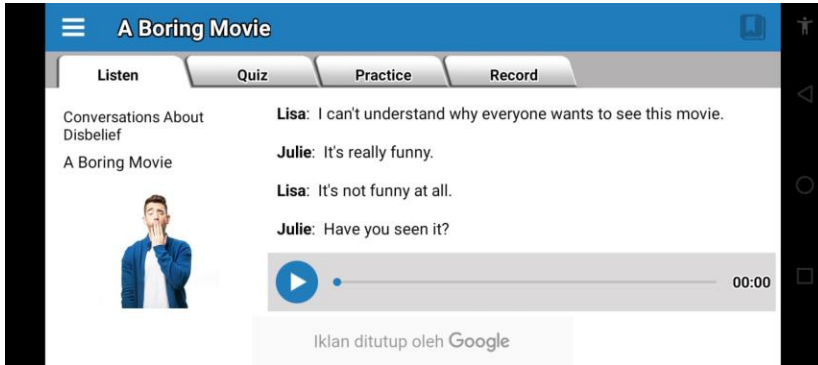 A Boring Movie
Listen
Quiz
Practice
Record
Conversations About
Disbelief
A Boring Movie
Lisa: I can't understand why everyone wants to see this movie.
Julie: It's really funny.
Lisa: It's not funny at all.
Julie: Have you seen it?
00:00
Iklan ditutup oleh Google